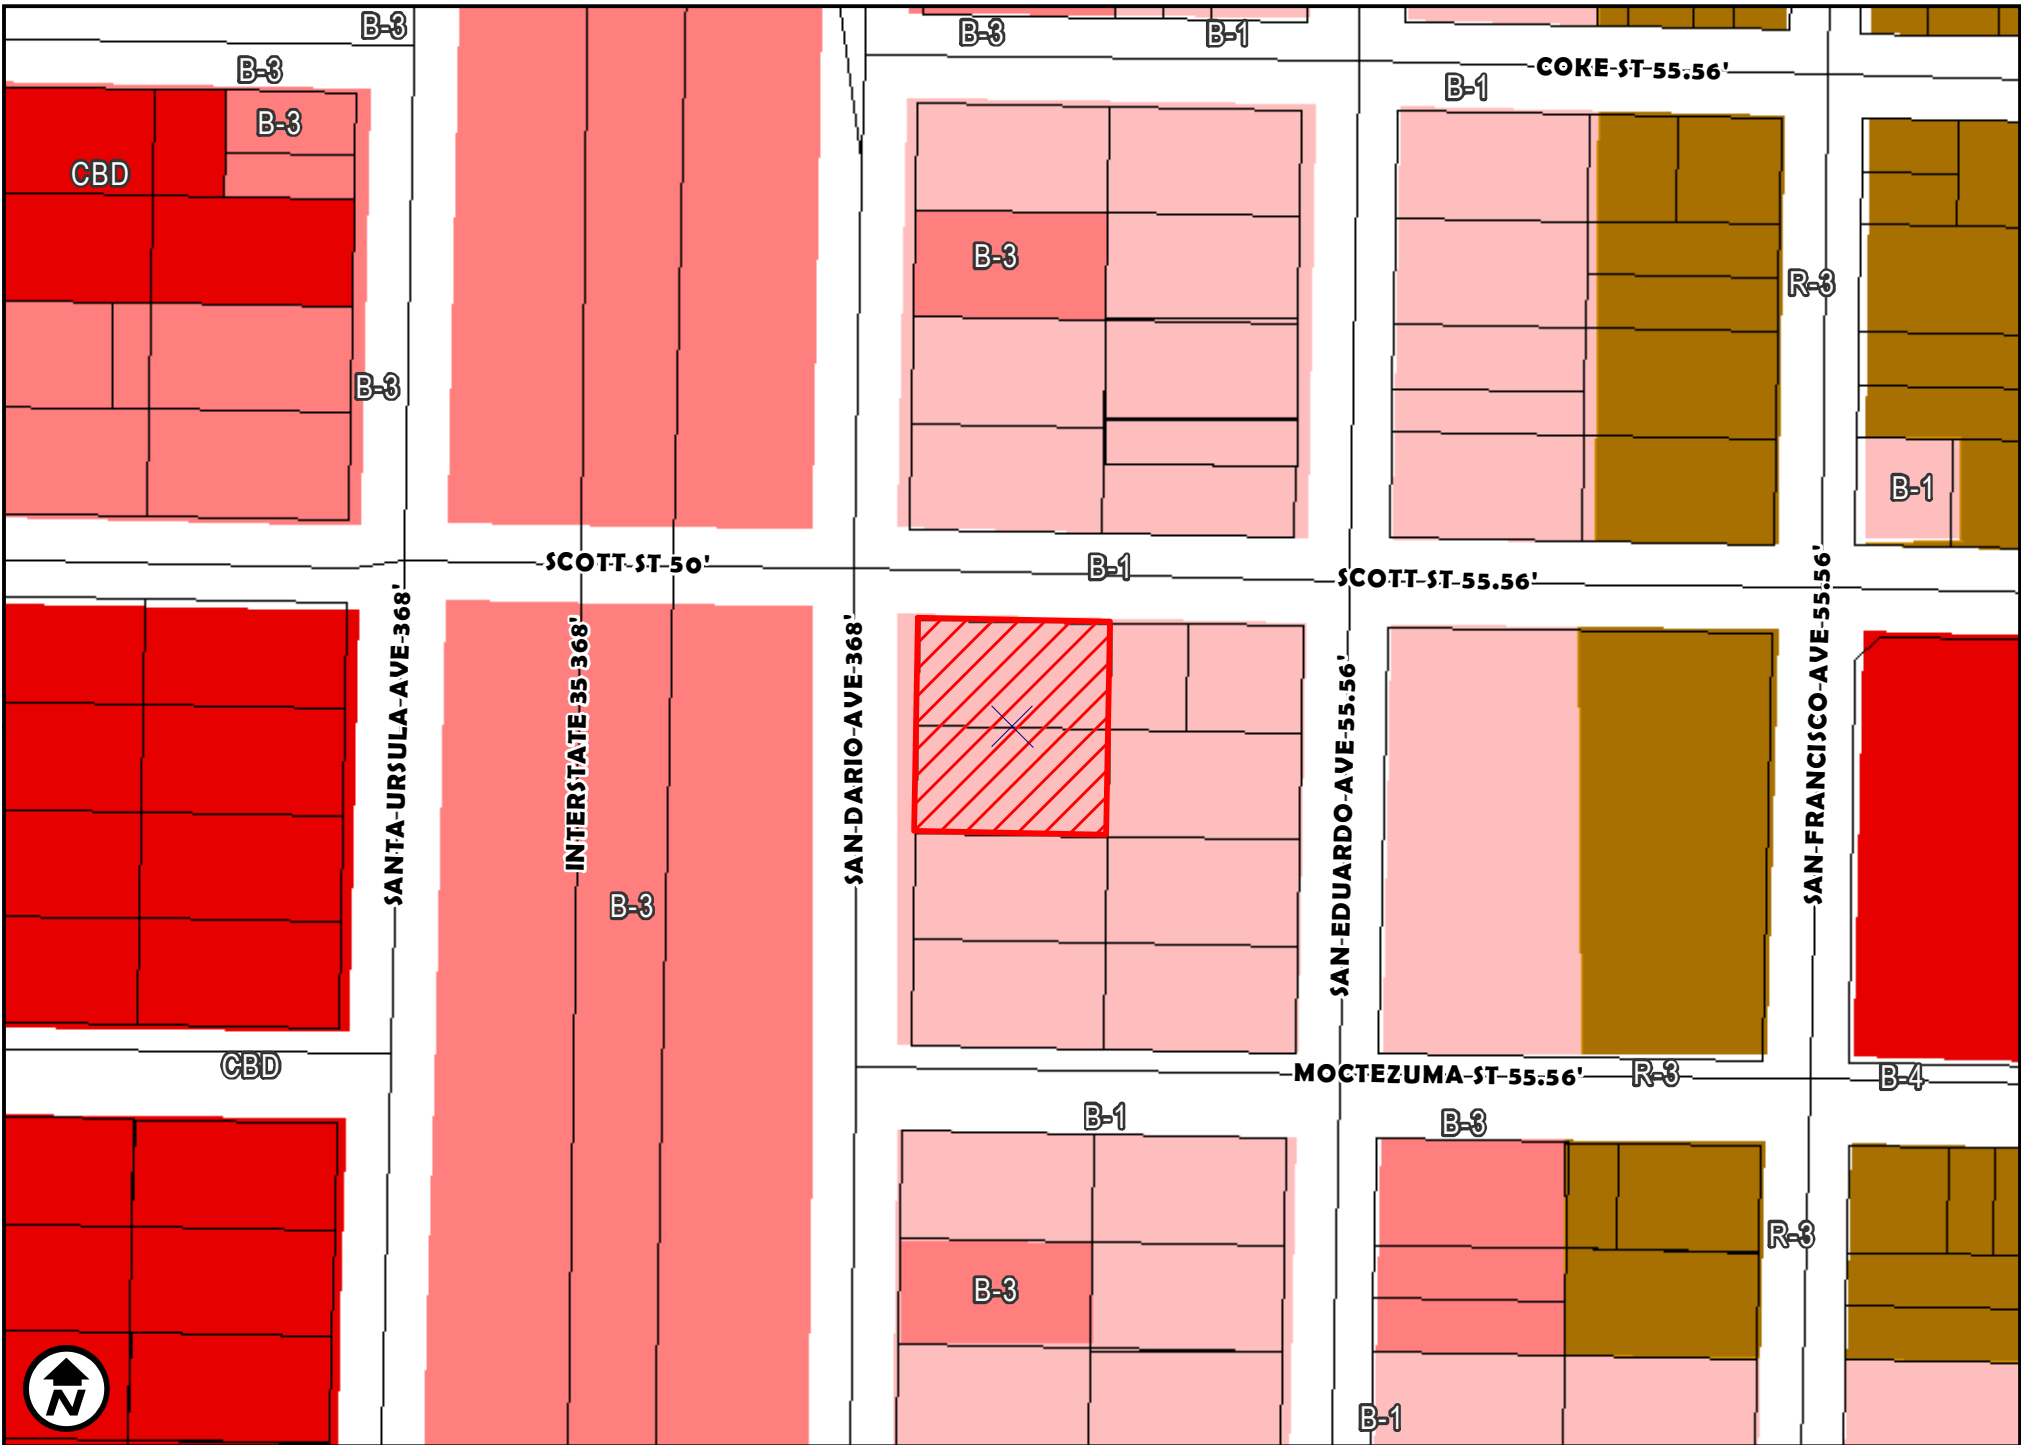 B-3
B-3
B-1
COKE ST 55.56'
B-3
B-1
B-3
CBD
B-3
R-3
B-3
B-1
SCOTT ST 50'
B-1
SCOTT ST 55.56'
SANTA URSULA AVE 368'
INTERSTATE 35 368'
SAN DARIO AVE 368'
SAN EDUARDO AVE 55.56'
SAN FRANCISCO AVE 55.56'
B-3
CBD
MOCTEZUMA ST 55.56'
R-3
B-4
B-1
B-3
R-3
B-3
N
B-1